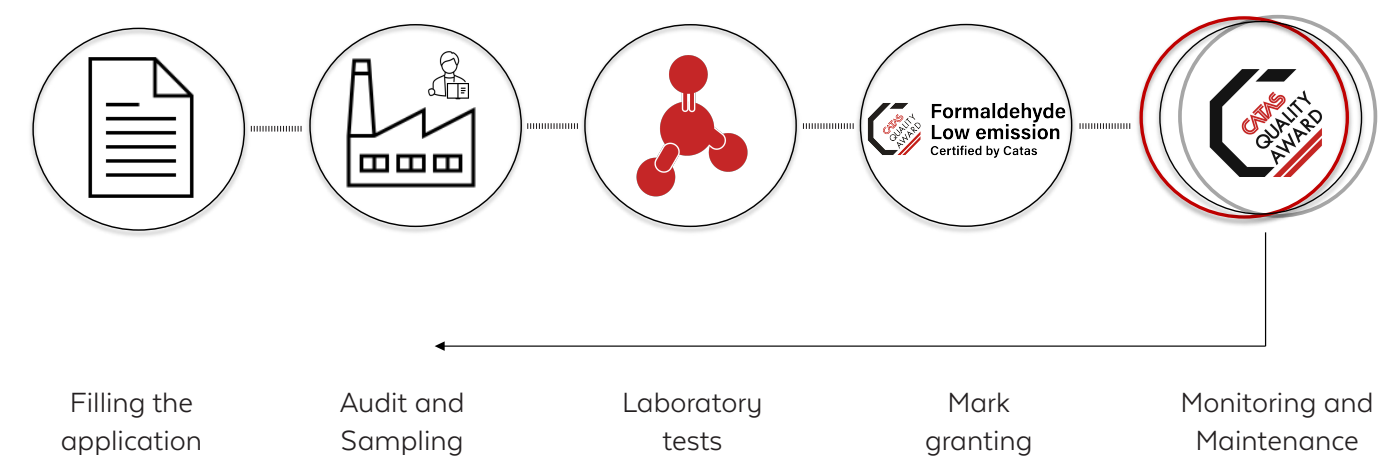 Formaldehyde
Low emission
Certified by Catas
CATAS
QUALITY
AWARD
CATAS
QUALITY
AWARD
Filling the
application
Audit and
Sampling
Laboratory
tests
Mark
granting
Monitoring and
Maintenance